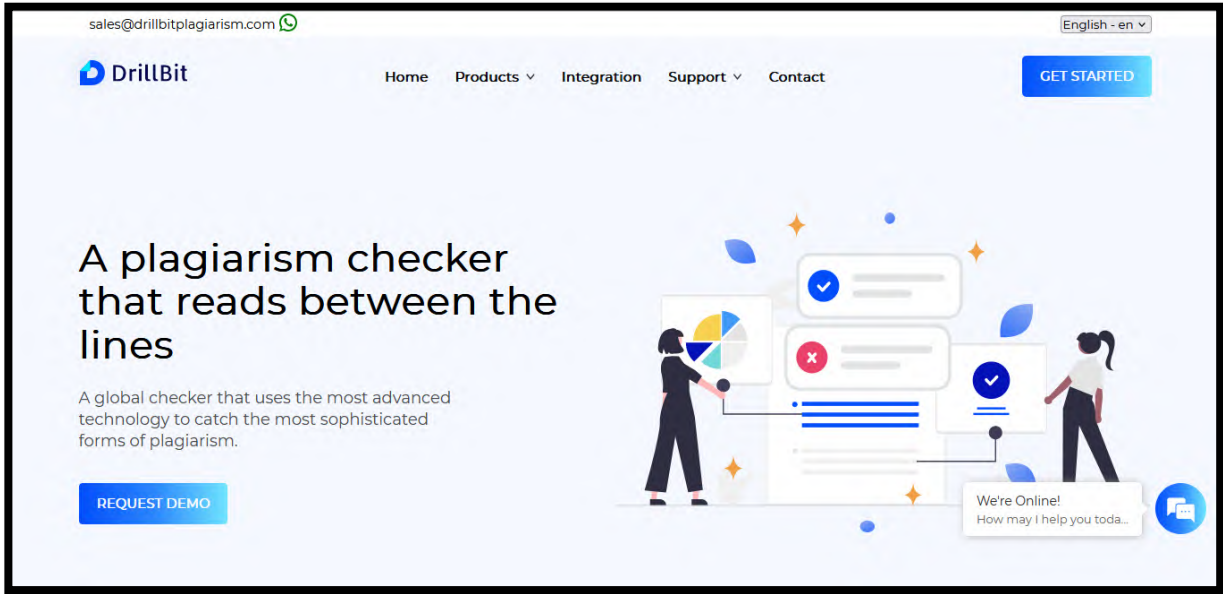 sales@drillbitplagiarism.com
English - en
DrillBit
Home Products Integration Support Contact
GET STARTED
A plagiarism checker
that reads between the
lines
A global checker that uses the most advanced
technology to catch the most sophisticated
forms of plagiarism.
REQUEST DEMO
We're Online!
How may I help you toda...